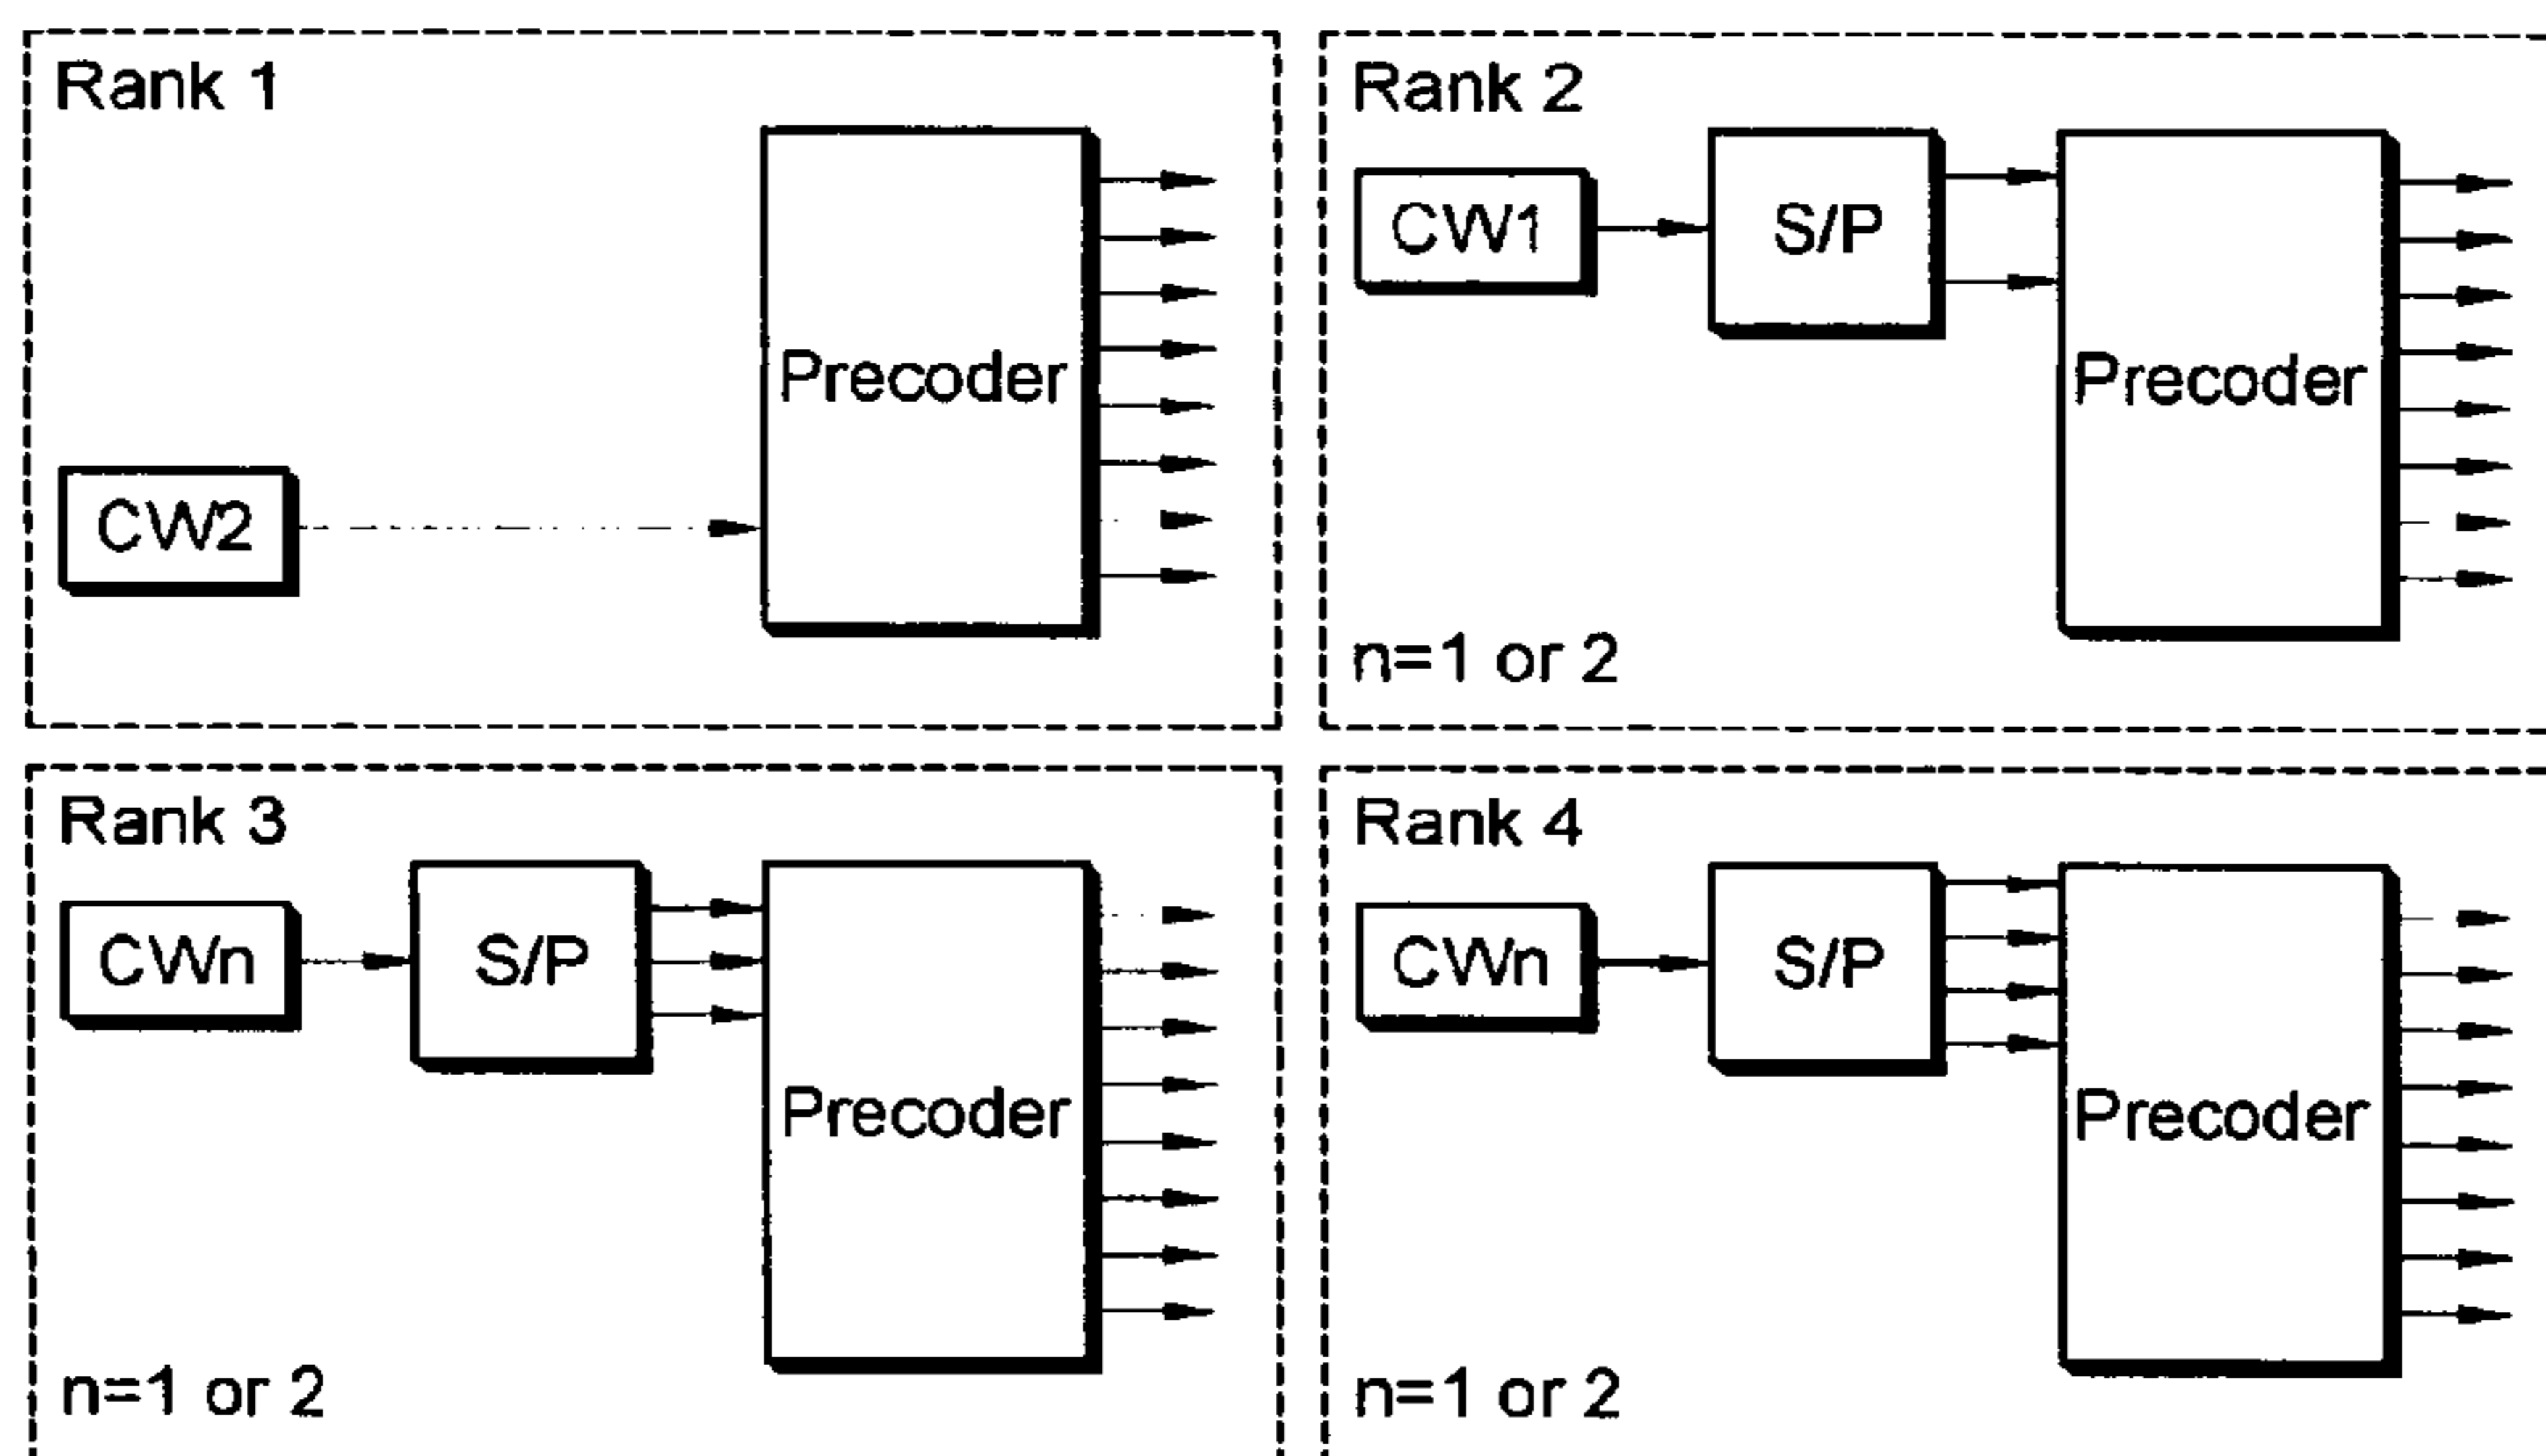 Rank 1
Precoder
CW2
Rank 2
CW1
S/P
Precoder
n=1 or 2
Rank 3
CWn
S/P
Precoder
n=1 or 2
Rank 4
CWn
S/P
Precoder
n=1 or 2